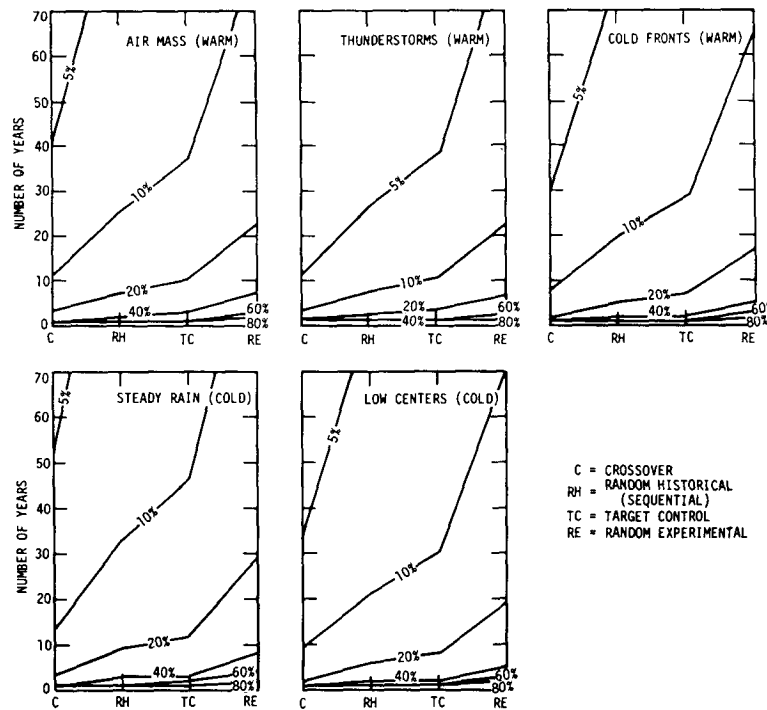 70
60
50
40
30
20
10
0
NUMBER OF YEARS
AIR MASS (WARM)
5%
10%
20%
40%
60%
80%
C RH TC RE
THUNDERSTORMS (WARM)
5%
10%
20%
40%
C RH TC RE
COLD FRONTS (WARM)
5%
10%
20%
40%
60%
80%
C RH TC RE
70
60
50
40
30
20
10
0
NUMBER OF YEARS
STEADY RAIN (COLD)
5%
10%
20%
40%
60%
80%
C RH TC RE
LOW CENTERS (COLD)
5%
10%
20%
40%
60%
80%
C RH TC RE
C = CROSSOVER
RH = RANDOM HISTORICAL
(SEQUENTIAL)
TC = TARGET CONTROL
RE = RANDOM EXPERIMENTAL